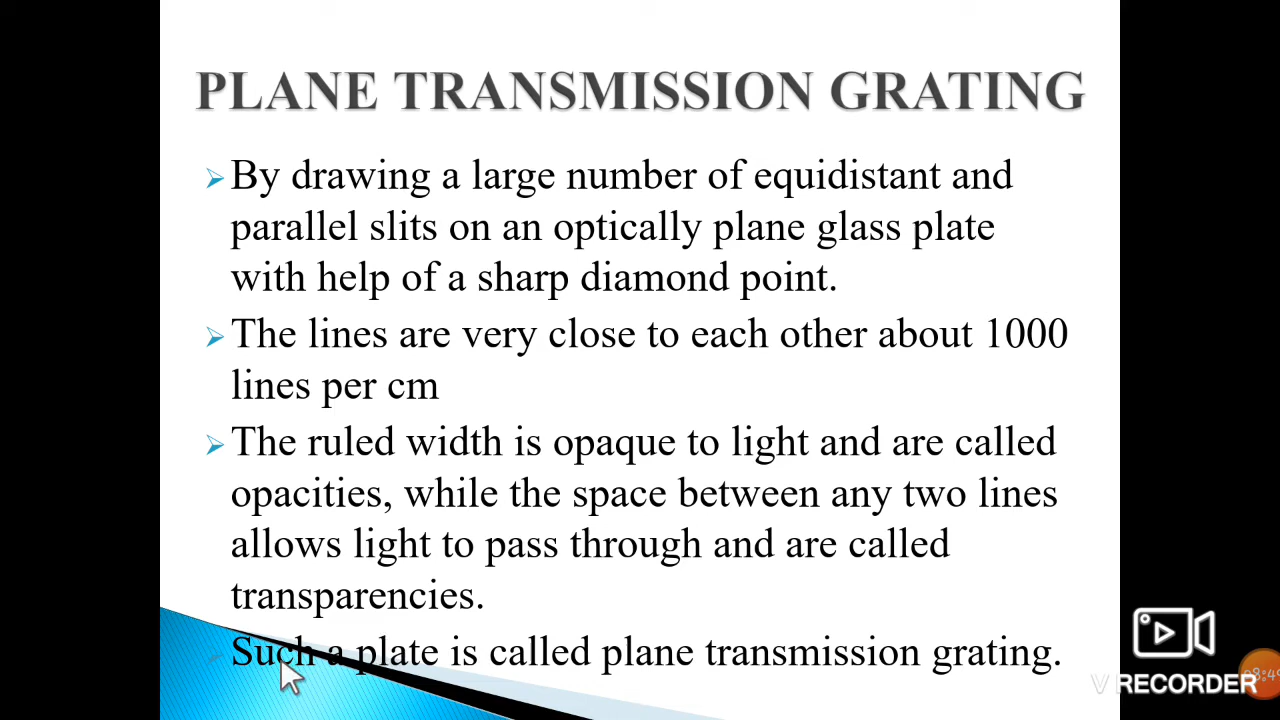 PLANE TRANSMISSION GRATING
By drawing a large number of equidistant and
parallel slits on an optically plane glass plate
with help of a sharp diamond point.
The lines are very close to each other about 1000
lines per cm
The ruled width is opaque to light and are called
opacities, while the space between any two lines
allows light to pass through and are called
transparencies.
Such a plate is called plane transmission grating.
V RECORDER